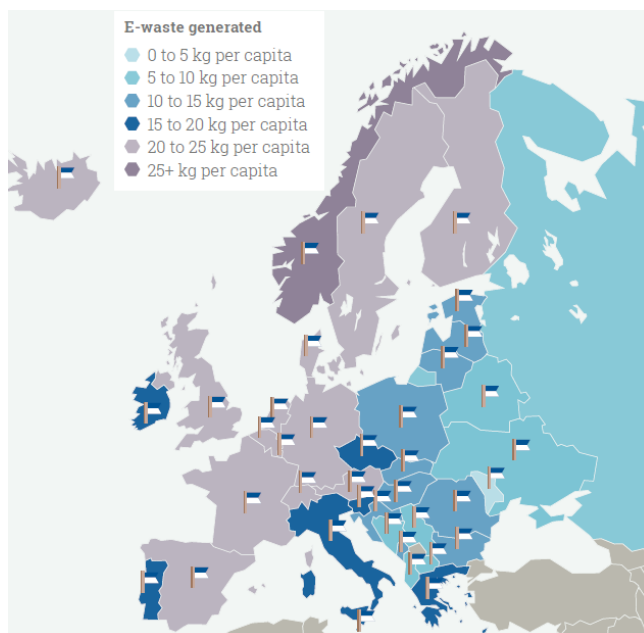 E-waste generated
0 to 5 kg per capita
5 to 10 kg per capita
10 to 15 kg per capita
15 to 20 kg per capita
20 to 25 kg per capita
25+ kg per capita